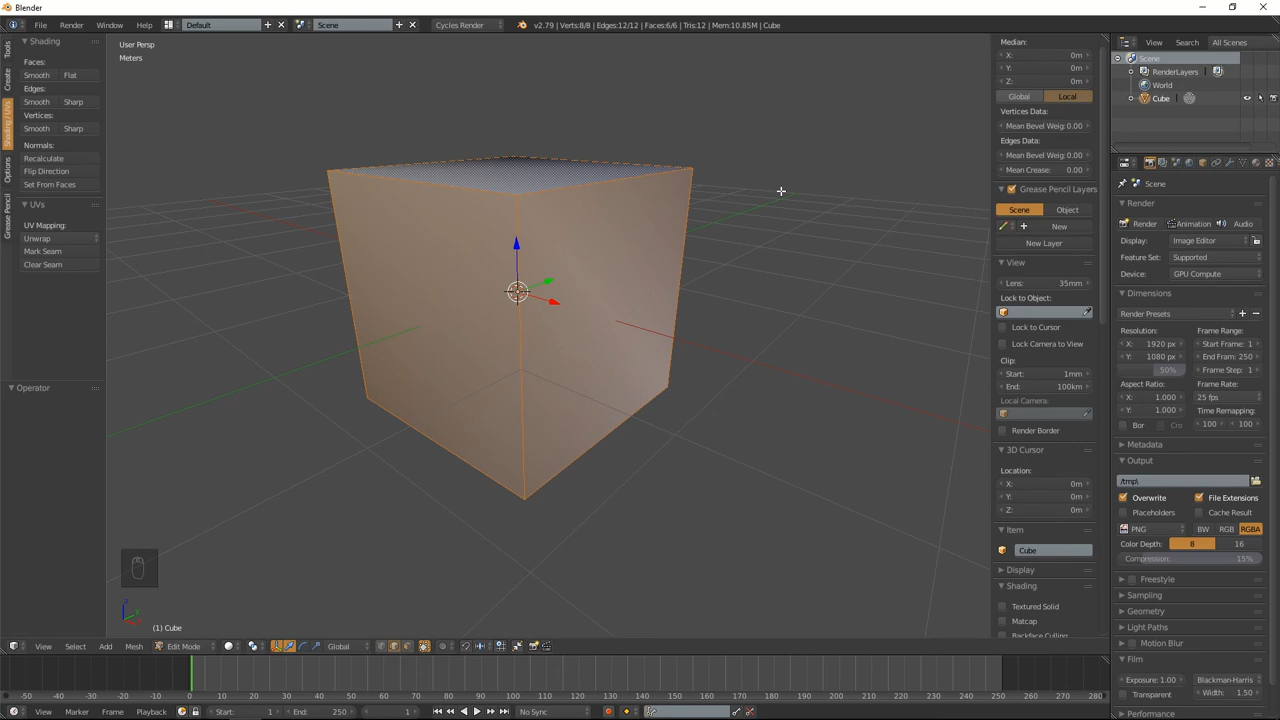 Blender
File Render Window Help Default Scene Cycles Render v2.79 | Verts:8/8 | Edges:12/12 | Faces:6/6 | Tris:12 | Mem:10.85M | Cube
Tools
Create
Shading / UVs
Options
Grease Pencil
Shading
Faces:
Smooth Flat
Edges:
Smooth Sharp
Vertices:
Smooth Sharp
Normals:
Recalculate
Flip Direction
Set From Faces
UVs
UV Mapping:
Unwrap
Mark Seam
Clear Seam
Operator
User Persp
Meters
(1) Cube
Median:
X: 0m
Y: 0m
Z: 0m
Global Local
Vertices Data:
Mean Bevel Weig: 0.00
Edges Data:
Mean Bevel Weig: 0.00
Mean Crease: 0.00
Grease Pencil Layers
Scene Object
New
New Layer
View
Lens: 35mm
Lock to Object:
Lock to Cursor
Lock Camera to View
Clip:
Start: 1mm
End: 100km
Local Camera:
Render Border
3D Cursor
Location:
X: 0m
Y: 0m
Z: 0m
Item
Cube
Display
Shading
Textured Solid
Matcap
Backface Culling
View Search All Scenes
Scene
RenderLayers
World
Cube
Scene
Render
Render Animation Audio
Display: Image Editor
Feature Set: Supported
Device: GPU Compute
Dimensions
Render Presets
Resolution: Frame Range:
X: 1920 px Start Frame: 1
Y: 1080 px End Fram: 250
50% Frame Step: 1
Aspect Ratio: Frame Rate:
X: 1.000 25 fps
Y: 1.000 Time Remapping:
Bor Cro 100 100
Metadata
Output
/tmp\
Overwrite File Extensions
Placeholders Cache Result
PNG BW RGB RGBA
Color Depth: 8 16
Compression: 15%
Freestyle
Sampling
Geometry
Light Paths
Motion Blur
Film
Exposure: 1.00 Blackman-Harris
Transparent Width: 1.50
Performance
View Select Add Mesh Edit Mode Global
-50 -40 -30 -20 -10 0 10 20 30 40 50 60 70 80 90 100 110 120 130 140 150 160 170 180 190 200 210 220 230 240 250 260 270 280
View Marker Frame Playback Start: 1 End: 250 1 No Sync